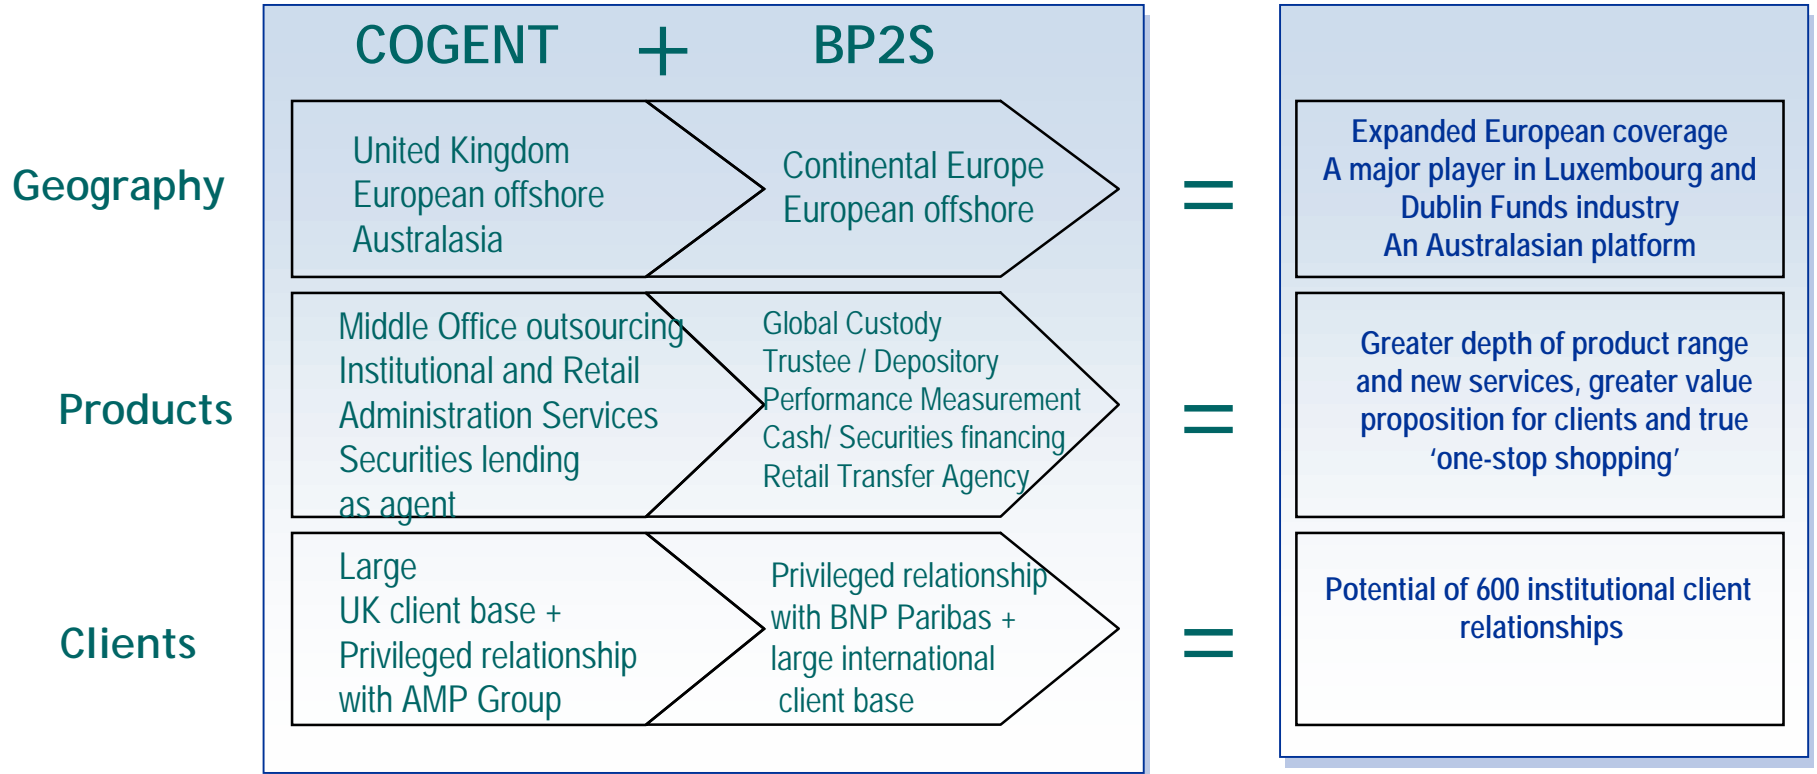 COGENT + BP2S
Geography
United Kingdom
European offshore
Australasia
Continental Europe
European offshore
=
Expanded European coverage
A major player in Luxembourg and
Dublin Funds industry
An Australasian platform
Products
Middle Office outsourcing
Institutional and Retail
Administration Services
Securities lending
as agent
Global Custody
Trustee / Depository
Performance Measurement
Cash/ Securities financing
Retail Transfer Agency
=
Greater depth of product range
and new services, greater value
proposition for clients and true
‘one-stop shopping’
Clients
Large
UK client base +
Privileged relationship
with AMP Group
Privileged relationship
with BNP Paribas +
large international
client base
=
Potential of 600 institutional client
relationships